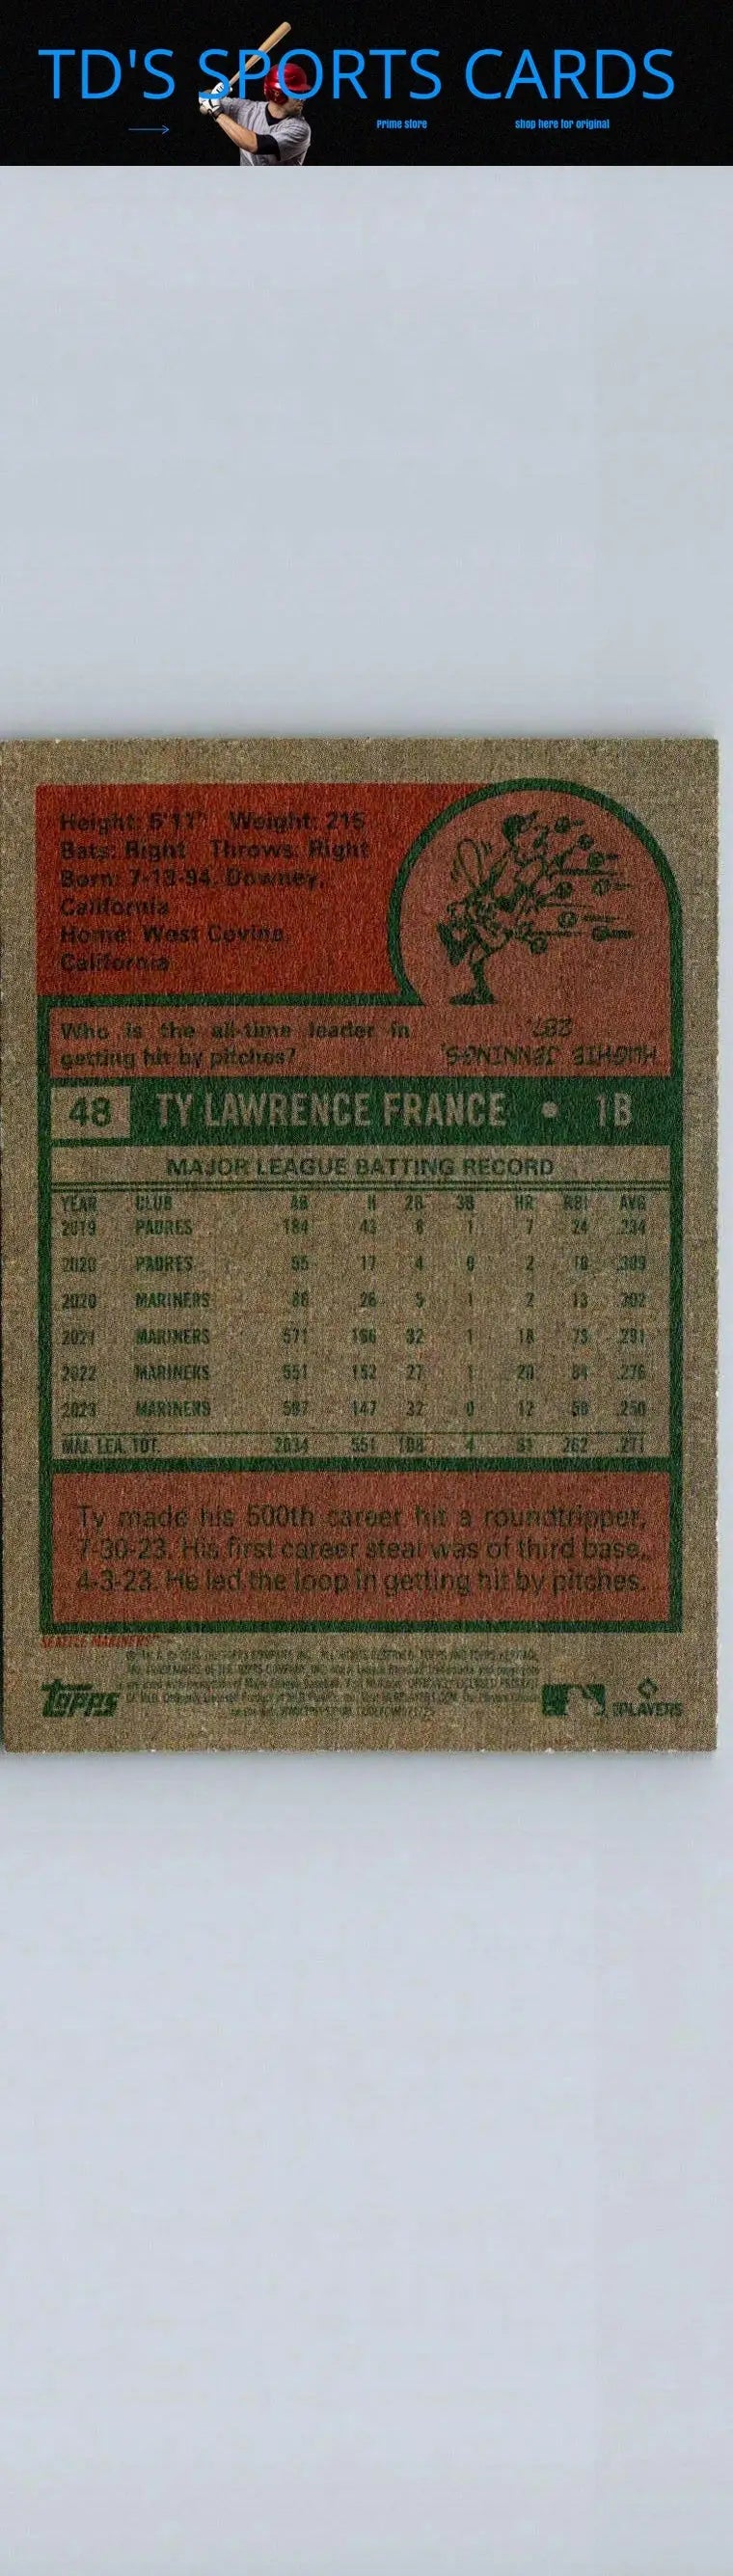 TD'S SPORTS CARDS
Prime store
shop here for original
Height: 5'11" Weight: 215
Bats: Right Throws: Right
Born: 7-13-94, Downey,
California
Home: West Covina,
California
Who is the all-time leader in
getting hit by pitches?
HUGHIE JENNINGS,
287.
48 TY LAWRENCE FRANCE • 1B
MAJOR LEAGUE BATTING RECORD
YEAR CLUB AB H 2B 3B HR RBI AVG
2019 PADRES 184 43 8 1 7 24 .234
2020 PADRES 55 17 4 0 2 10 .309
2020 MARINERS 86 26 5 1 2 13 .302
2021 MARINERS 571 166 32 1 18 73 .291
2022 MARINERS 551 152 27 1 20 84 .276
2023 MARINERS 587 147 32 0 12 58 .250
MAJ. LEA. TOT. 2034 551 108 4 61 262 .271
Ty made his 500th career hit a roundtripper,
7-30-23. His first career steal was of third base,
4-3-23. He led the loop in getting hit by pitches.
SEATTLE MARINERS™
topps
PLAYERS